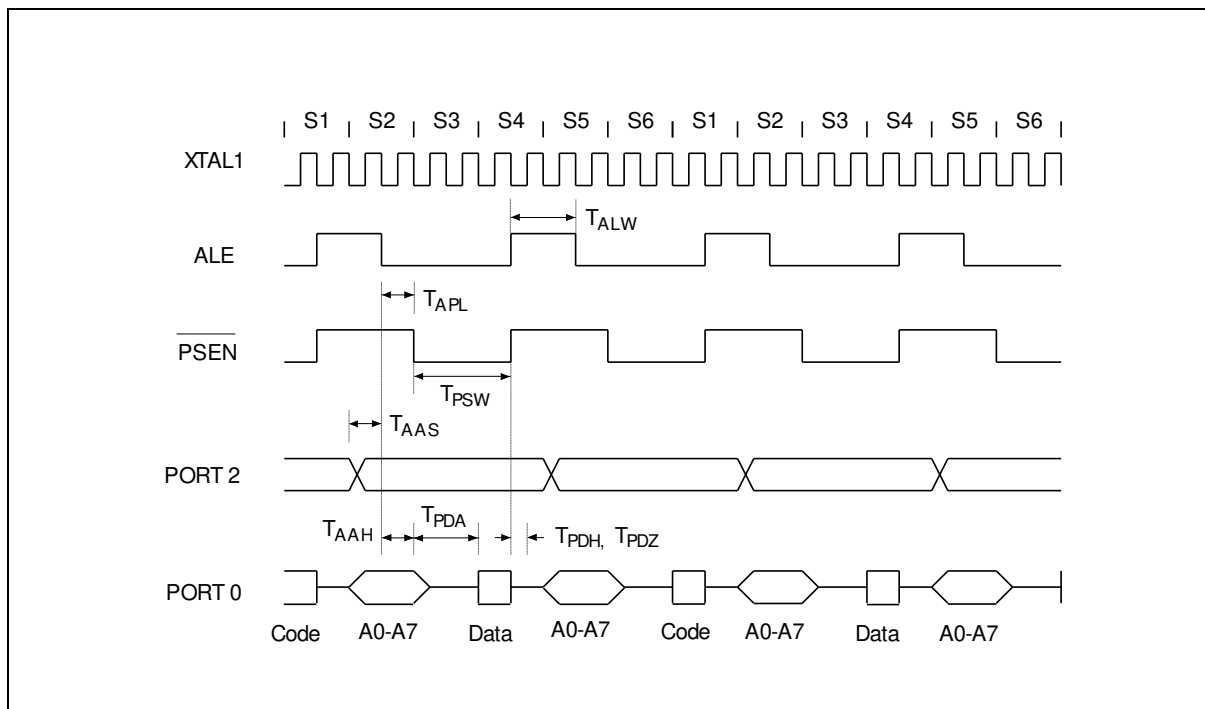 S1 S2 S3 S4 S5 S6 S1 S2 S3 S4 S5 S6
XTAL1
TALW
ALE
TAPL
PSEN
TPSW
TAAS
PORT 2
TAAH TPDA TPDH, TPDZ
PORT 0
Code A0-A7 Data A0-A7 Code A0-A7 Data A0-A7